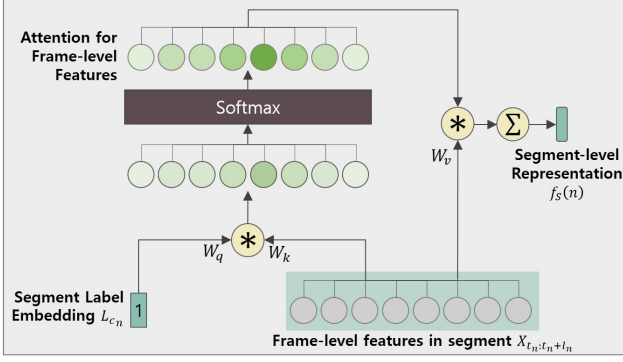 Attention for
Frame-level
Features
Softmax
*
Σ
W_v
Segment-level
Representation
f_S(n)
W_q
*
W_k
Segment Label
Embedding L_{c_n}
1
Frame-level features in segment X_{t_n:t_n+l_n}